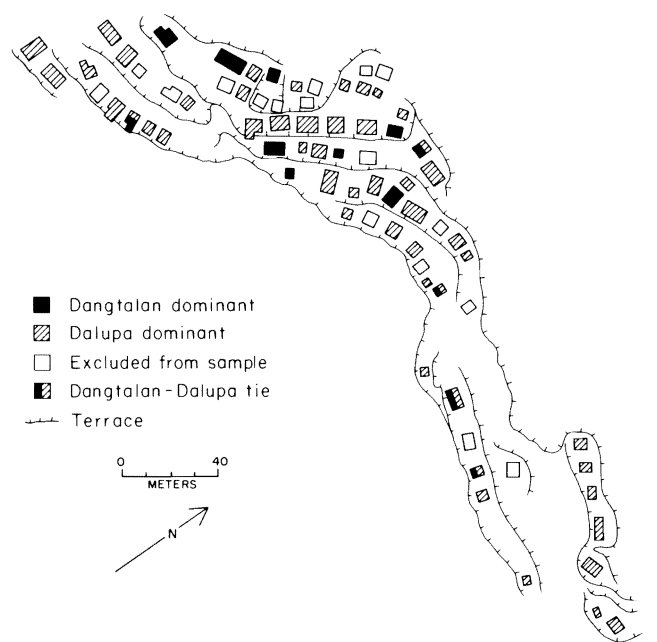 Dangtalan dominant
Dalupa dominant
Excluded from sample
Dangtalan-Dalupa tie
Terrace
0 40
METERS
N